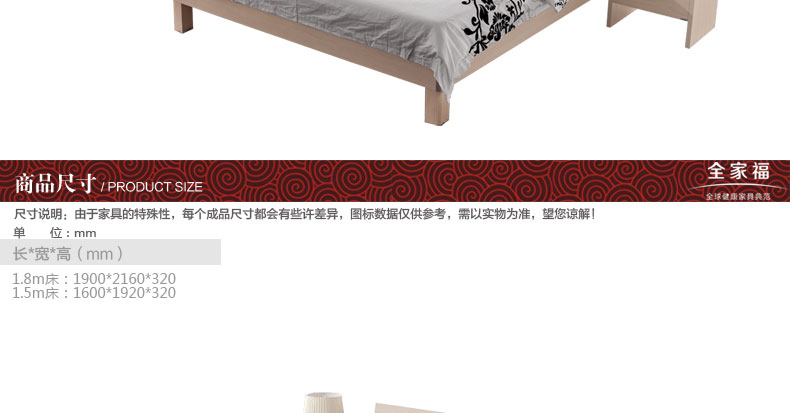 商品尺寸 / PRODUCT SIZE
全家福
全球健康家具典范
尺寸说明：由于家具的特殊性，每个成品尺寸都会有些许差异，图标数据仅供参考，需以实物为准，望您谅解！
单 位：mm
长*宽*高（mm）
1.8m床：1900*2160*320
1.5m床：1600*1920*320